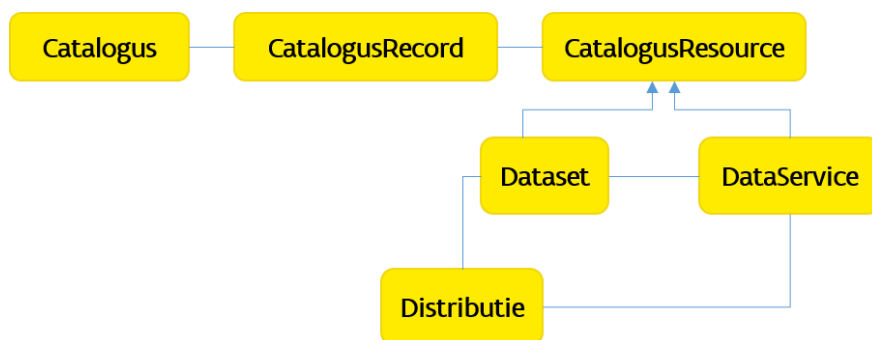 Catalogus
CatalogusRecord
CatalogusResource
Dataset
DataService
Distributie